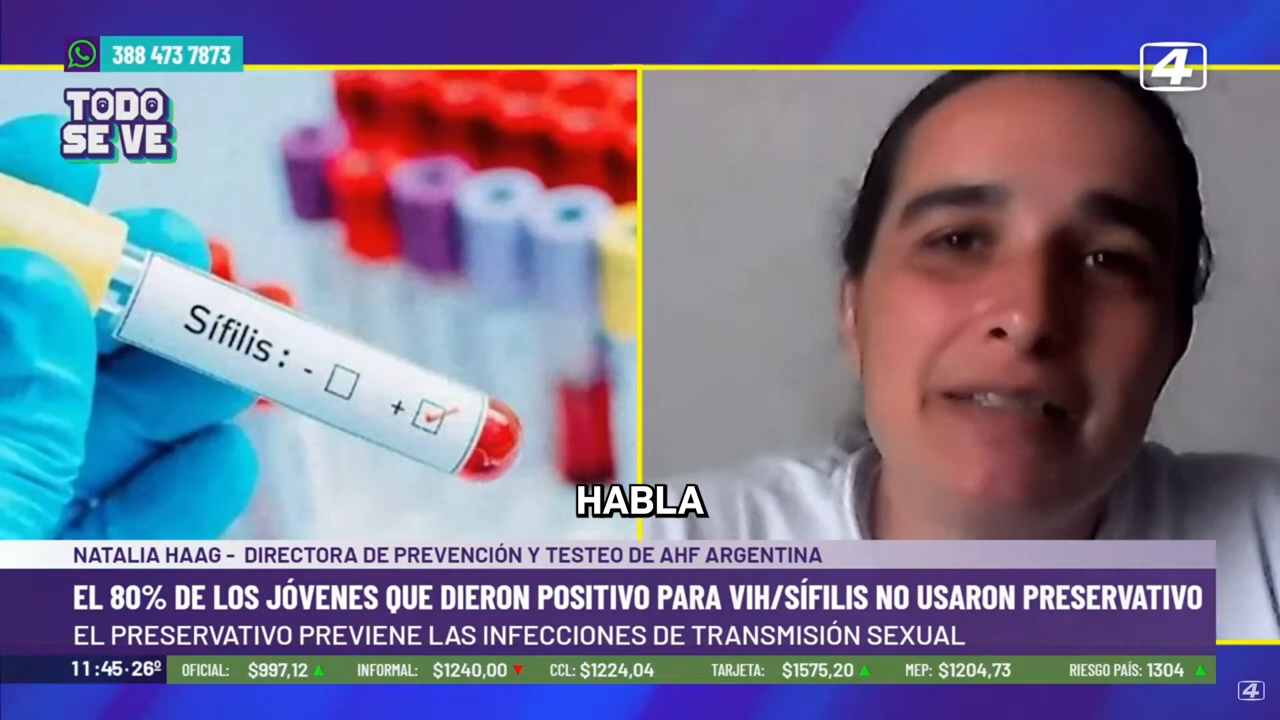 388 473 7873
4
TODO
SE VE
Sífilis: -
+
HABLA
NATALIA HAAG - DIRECTORA DE PREVENCIÓN Y TESTEO DE AHF ARGENTINA
EL 80% DE LOS JÓVENES QUE DIERON POSITIVO PARA VIH/SÍFILIS NO USARON PRESERVATIVO
EL PRESERVATIVO PREVIENE LAS INFECCIONES DE TRANSMISIÓN SEXUAL
11:45·26º OFICIAL: $997,12 INFORMAL: $1240,00 CCL: $1224,04 TARJETA: $1575,20 MEP: $1204,73 RIESGO PAÍS: 1304
4